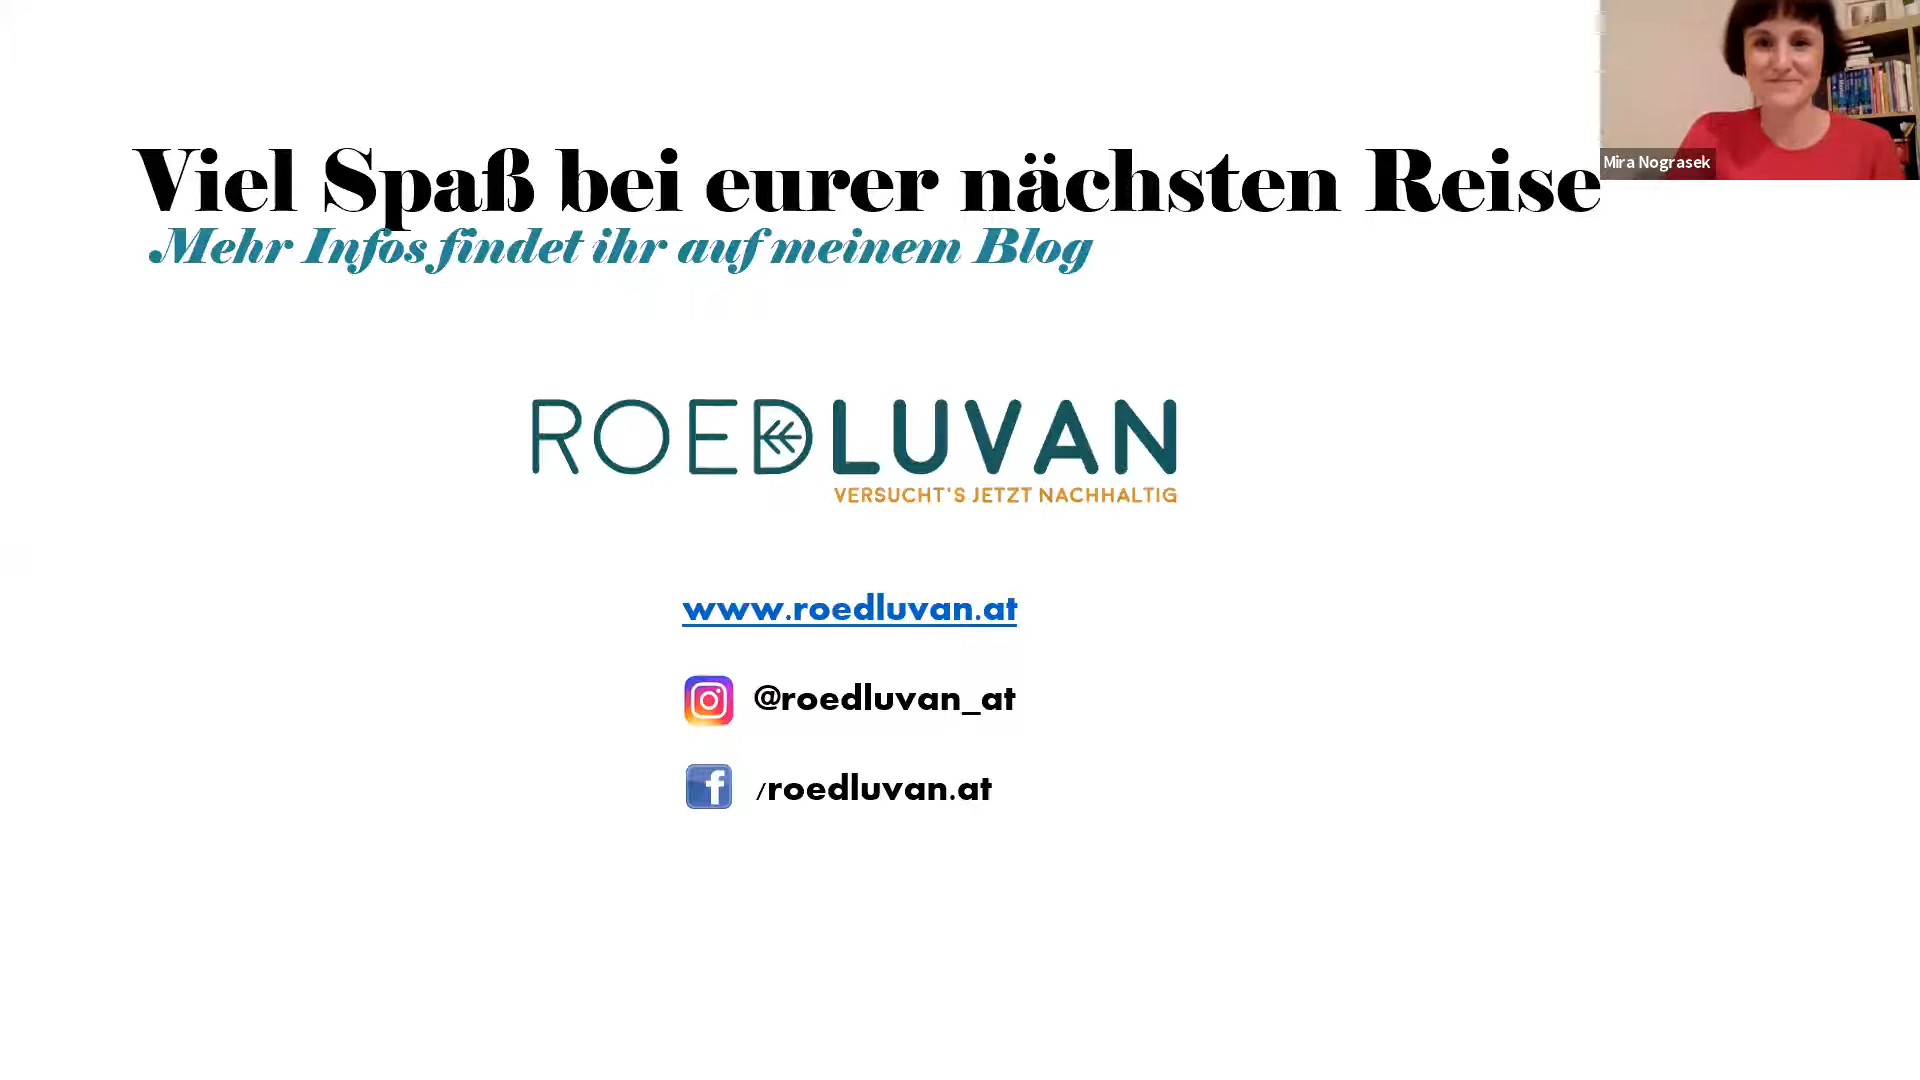 Viel Spaß bei eurer nächsten Reise
Mehr Infos findet ihr auf meinem Blog
Mira Nograsek
ROEDLUVAN
VERSUCHT'S JETZT NACHHALTIG
www.roedluvan.at
@roedluvan_at
/roedluvan.at